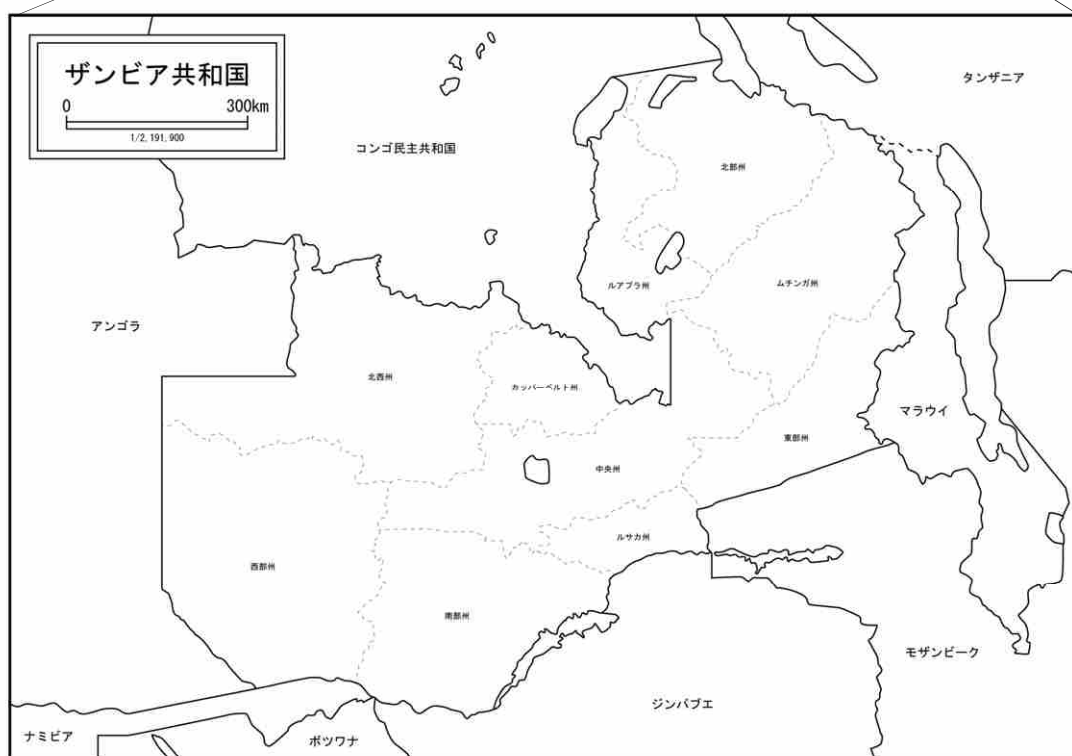 ザンビア共和国
0 300km
1/2,191,900
タンザニア
コンゴ民主共和国
北部州
ルアプラ州
ムチンガ州
アンゴラ
北西州
カッパーベルト州
マラウイ
東部州
中央州
ルサカ州
西部州
南部州
モザンビーク
ジンバブエ
ナミビア
ボツワナ